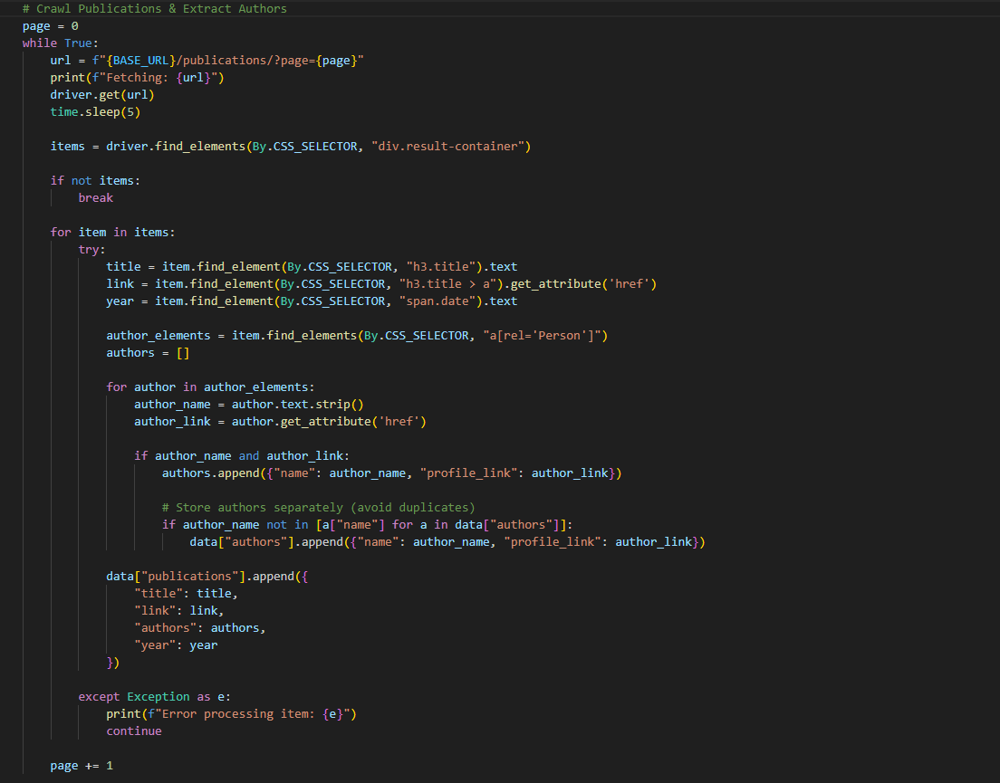 # Crawl Publications & Extract Authors
page = 0
while True:
    url = f"{BASE_URL}/publications/?page={page}"
    print(f"Fetching: {url}")
    driver.get(url)
    time.sleep(5)

    items = driver.find_elements(By.CSS_SELECTOR, "div.result-container")

    if not items:
        break

    for item in items:
        try:
            title = item.find_element(By.CSS_SELECTOR, "h3.title").text
            link = item.find_element(By.CSS_SELECTOR, "h3.title > a").get_attribute('href')
            year = item.find_element(By.CSS_SELECTOR, "span.date").text

            author_elements = item.find_elements(By.CSS_SELECTOR, "a[rel='Person']")
            authors = []

            for author in author_elements:
                author_name = author.text.strip()
                author_link = author.get_attribute('href')

                if author_name and author_link:
                    authors.append({"name": author_name, "profile_link": author_link})

                    # Store authors separately (avoid duplicates)
                    if author_name not in [a["name"] for a in data["authors"]]:
                        data["authors"].append({"name": author_name, "profile_link": author_link})

            data["publications"].append({
                "title": title,
                "link": link,
                "authors": authors,
                "year": year
            })

        except Exception as e:
            print(f"Error processing item: {e}")
            continue

    page += 1